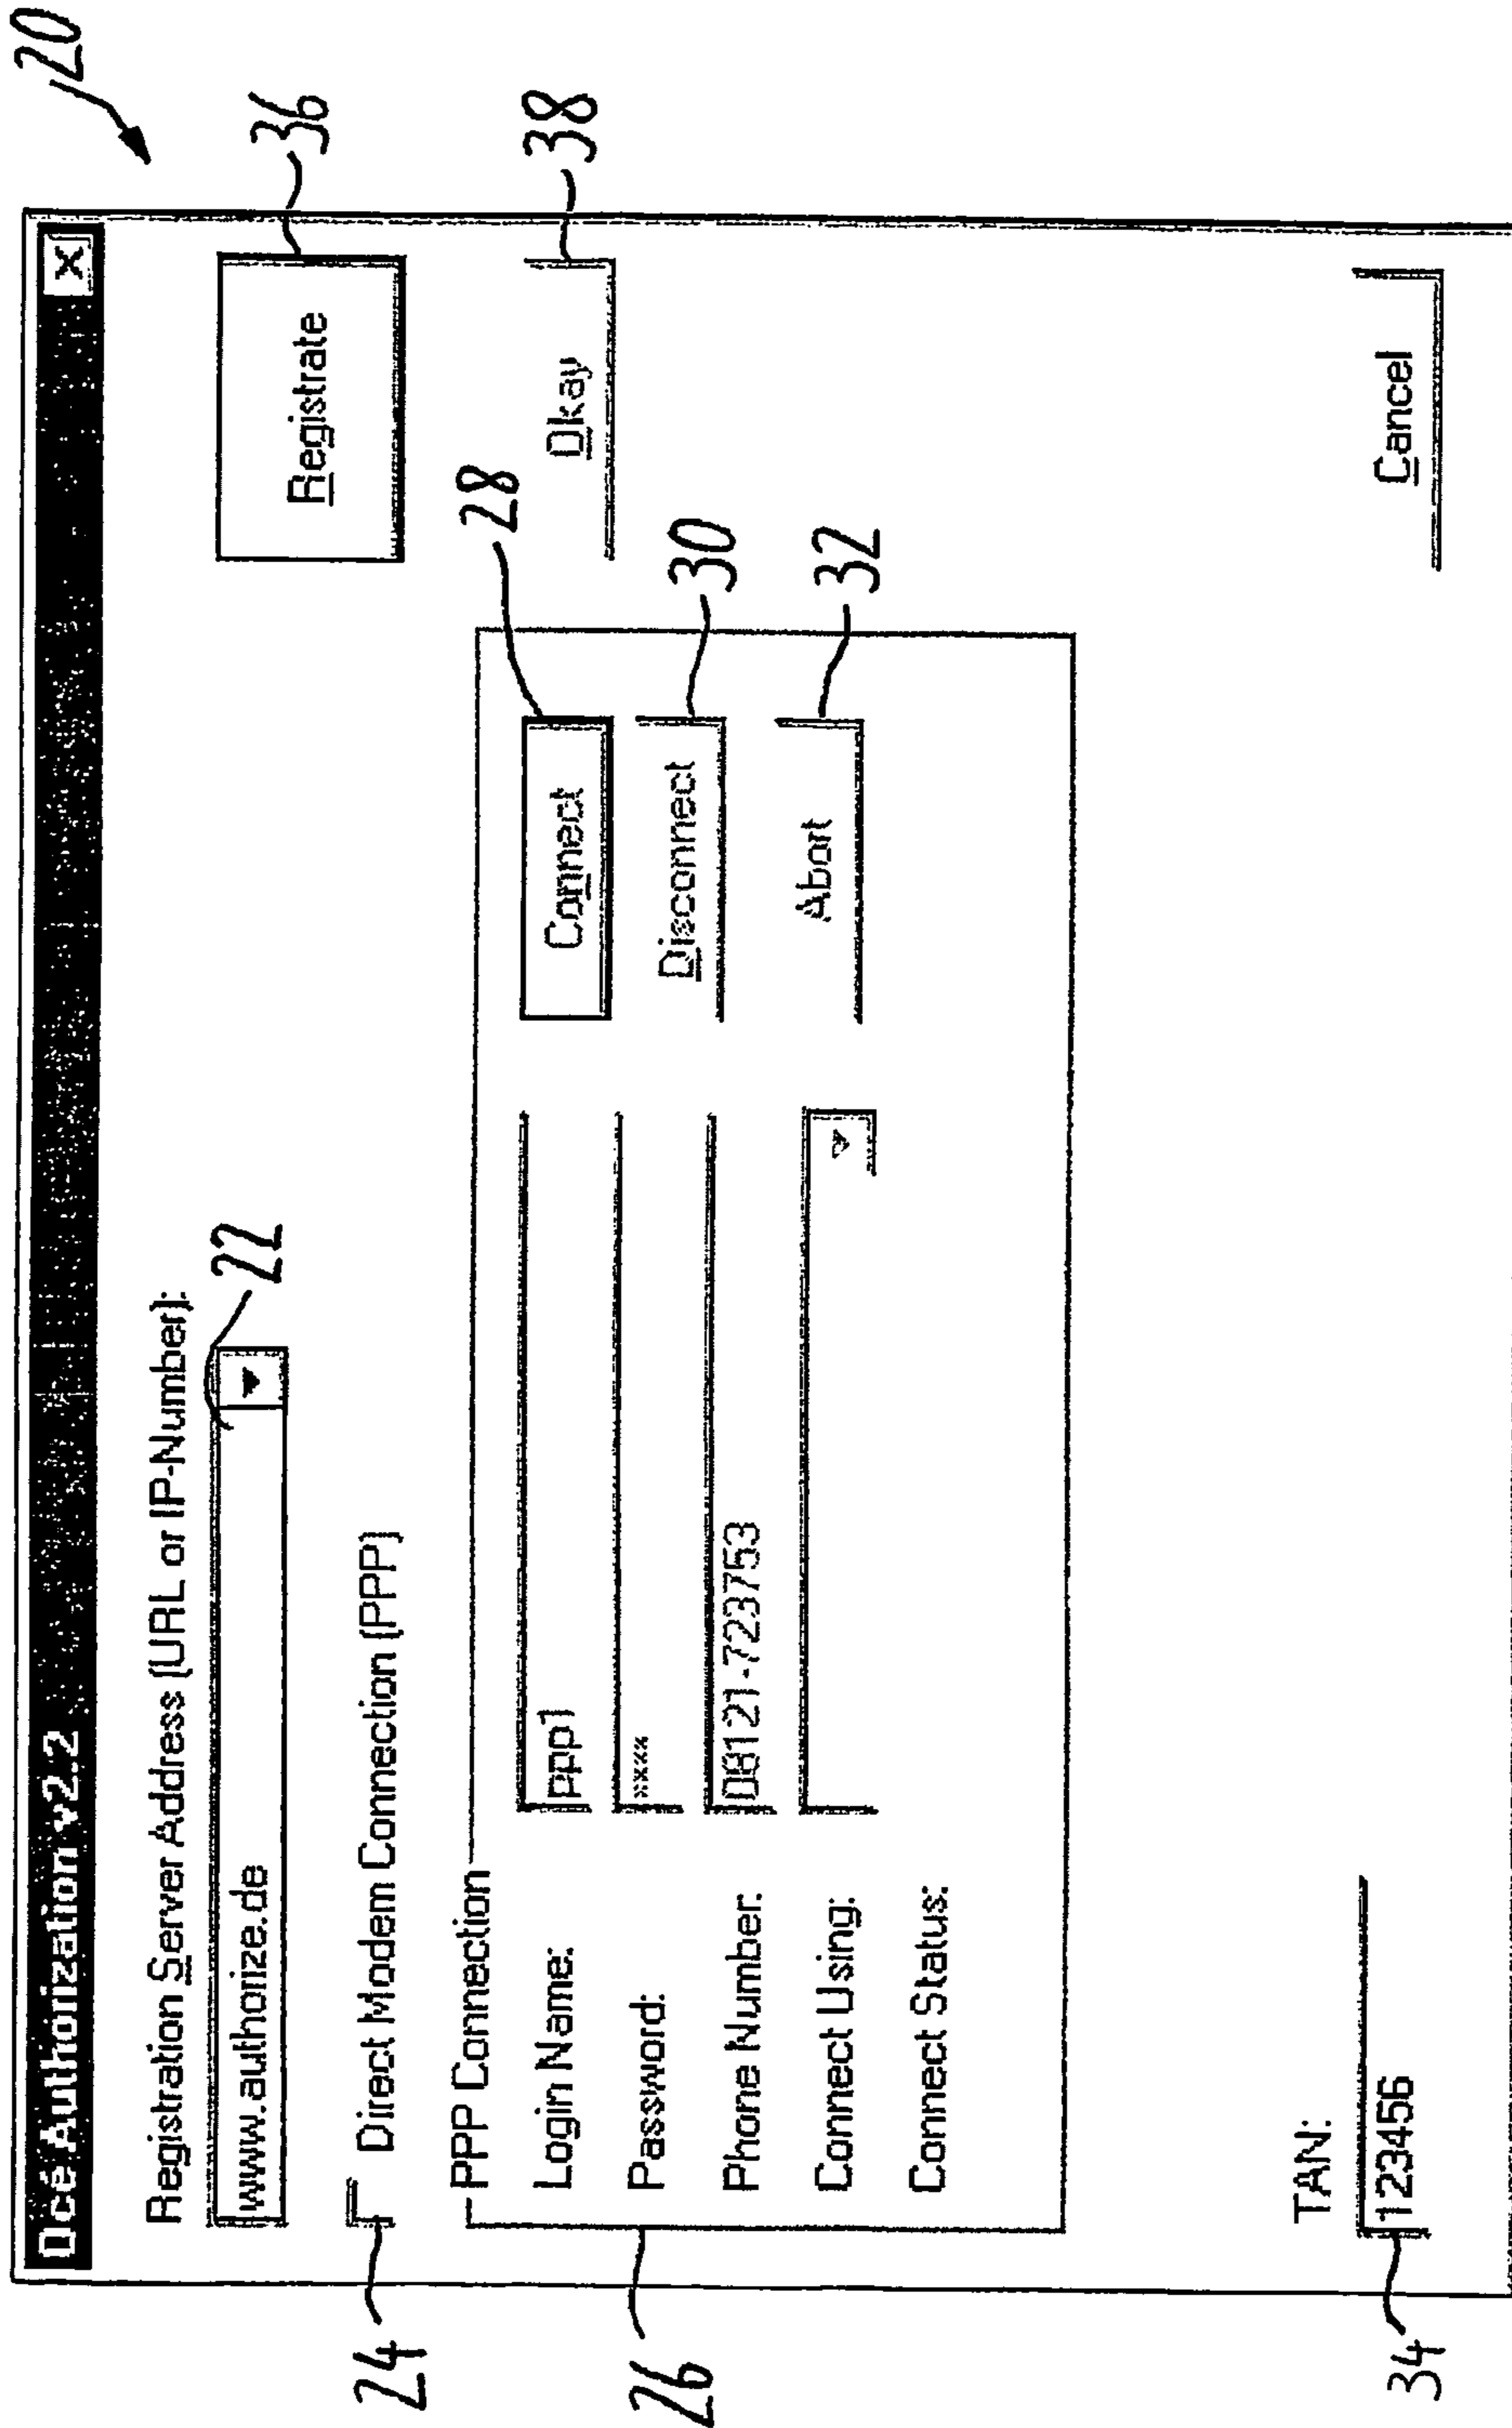 20
Oce Authorization v2.2
X
Registration Server Address (URL or IP-Number):
22
www.authorize.de
Registrate
36
24
Direct Modem Connection (PPP)
PPP Connection
28
26
Login Name:
ppp1
Connect
Okay
38
Password:
****
Disconnect
30
Phone Number:
08121-723753
Connect Using:
Abort
32
Connect Status:
TAN:
34
123456
Cancel